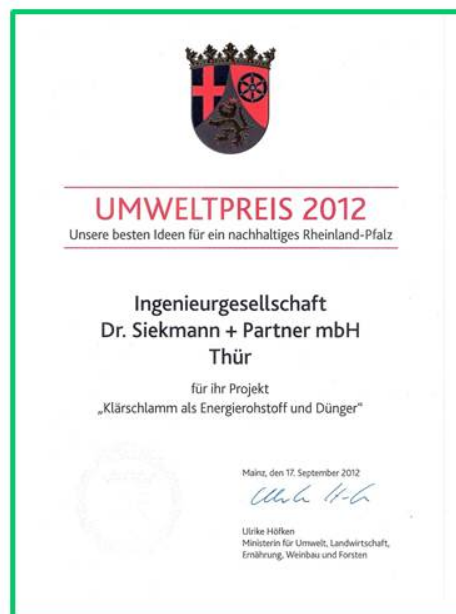 UMWELTPREIS 2012
Unsere besten Ideen für ein nachhaltiges Rheinland-Pfalz
Ingenieurgesellschaft
Dr. Siekmann + Partner mbH
Thür
für ihr Projekt
„Klärschlamm als Energierohstoff und Dünger"
Mainz, den 17. September 2012
Ulrike Höfken
Ministerin für Umwelt, Landwirtschaft,
Ernährung, Weinbau und Forsten